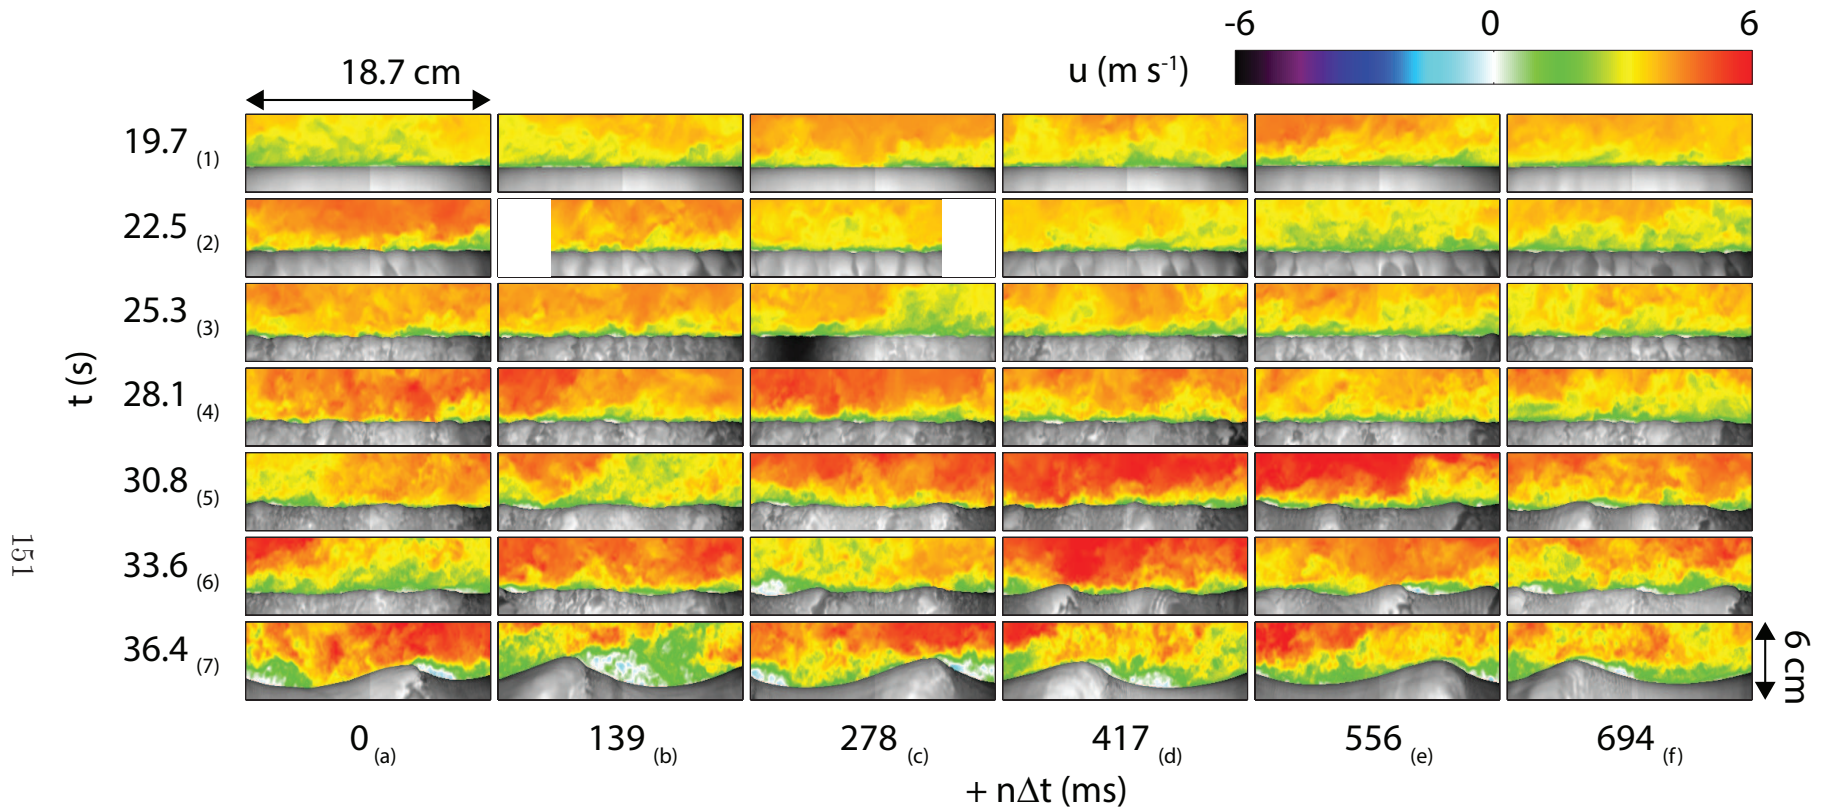 -6 0 6
u (m s-1)
18.7 cm
19.7 (1)
22.5 (2)
25.3 (3)
28.1 (4)
30.8 (5)
33.6 (6)
36.4 (7)
t (s)
151
6 cm
0 (a) 139 (b) 278 (c) 417 (d) 556 (e) 694 (f)
+ nΔt (ms)